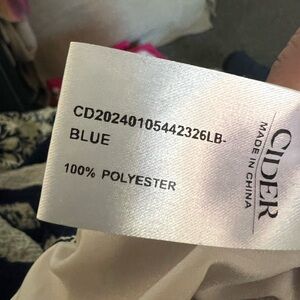 CD20240105442326LB-
BLUE
100% POLYESTER
CIDER
MADE IN CHINA